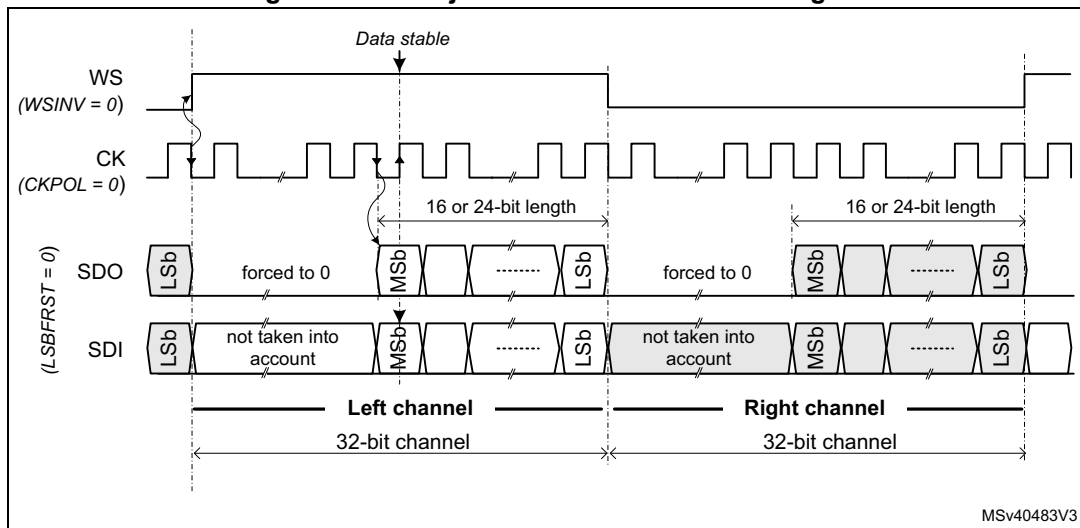 Data stable
WS
(WSINV = 0)
CK
(CKPOL = 0)
16 or 24-bit length 16 or 24-bit length
(LSBFRST = 0)
SDO LSb forced to 0 MSb LSb forced to 0 MSb LSb
SDI LSb not taken into account MSb LSb not taken into account MSb LSb
Left channel Right channel
32-bit channel 32-bit channel
MSv40483V3